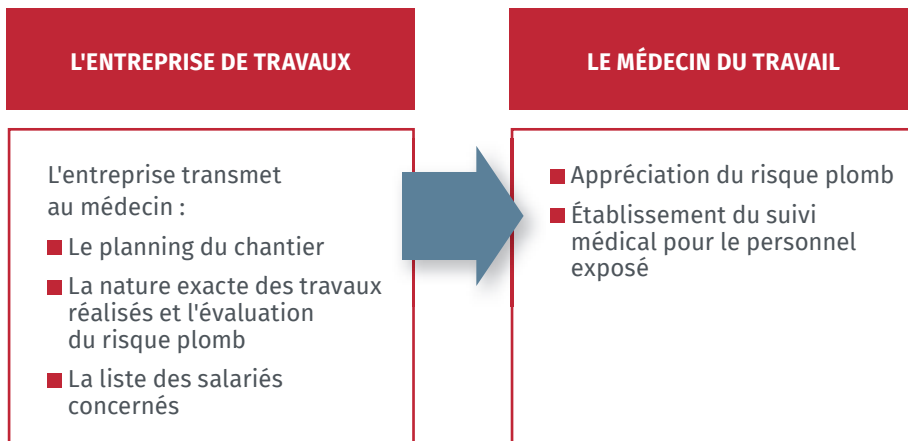 L'ENTREPRISE DE TRAVAUX
L'entreprise transmet
au médecin :
Le planning du chantier
La nature exacte des travaux
réalisés et l'évaluation
du risque plomb
La liste des salariés
concernés
LE MÉDECIN DU TRAVAIL
Appréciation du risque plomb
Établissement du suivi
médical pour le personnel
exposé